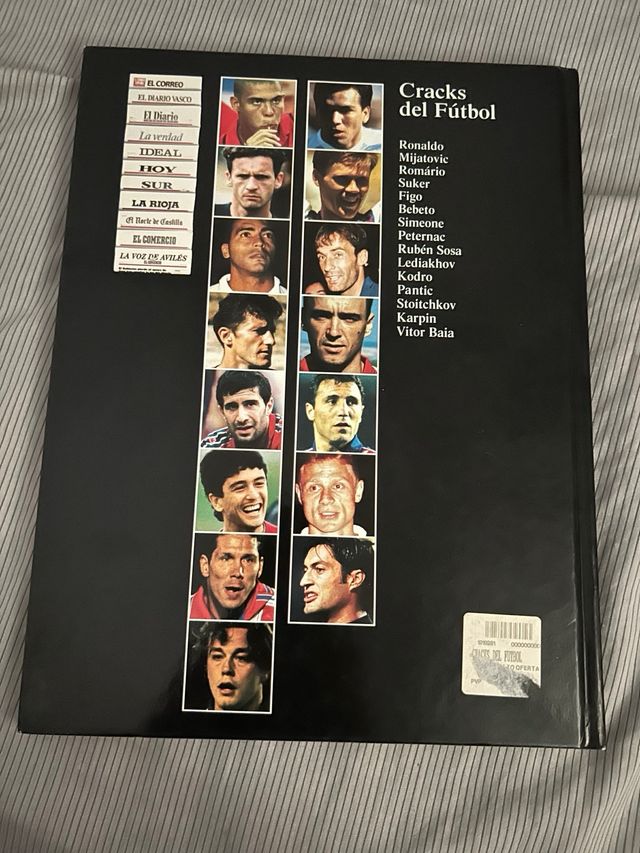 EL CORREO
EL DIARIO VASCO
El Diario
La verdad
IDEAL
HOY
SUR
LA RIOJA
El Norte de Castilla
EL COMERCIO
LA VOZ DE AVILÉS
Cracks
del Fútbol
Ronaldo
Mijatovic
Romário
Suker
Figo
Bebeto
Simeone
Peternac
Rubén Sosa
Lediakhov
Kodro
Pantic
Stoitchkov
Karpin
Vitor Baia
CRACKS DEL FUTBOL
OFERTA
PVP